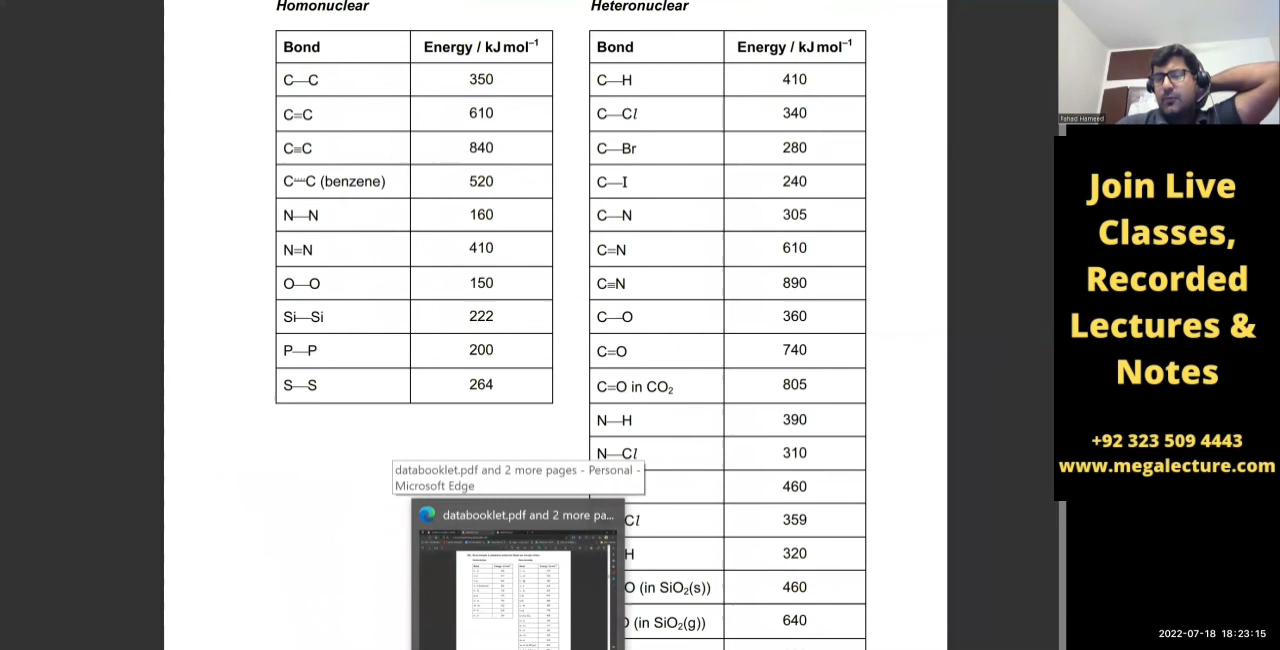 Homonuclear
Bond Energy / kJ mol⁻¹
C—C 350
C=C 610
C≡C 840
C┉C (benzene) 520
N—N 160
N=N 410
O—O 150
Si—Si 222
P—P 200
S—S 264
Heteronuclear
Bond Energy / kJ mol⁻¹
C—H 410
C—Cl 340
C—Br 280
C—I 240
C—N 305
C=N 610
C≡N 890
C—O 360
C=O 740
C=O in CO₂ 805
N—H 390
N—Cl 310
460
Cl 359
H 320
O (in SiO₂(s)) 460
(in SiO₂(g)) 640
databooklet.pdf and 2 more pages - Personal -
Microsoft Edge
databooklet.pdf and 2 more pa...
Fahad Hameed
Join Live
Classes,
Recorded
Lectures &
Notes
+92 323 509 4443
www.megalecture.com
2022-07-18 18:23:15